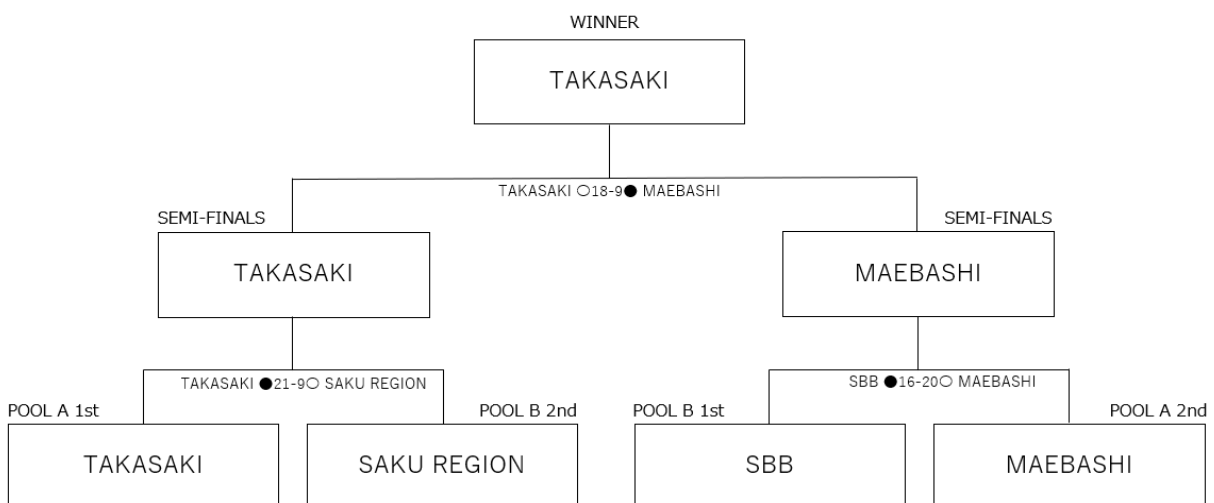 WINNER
TAKASAKI
TAKASAKI ○18-9● MAEBASHI
SEMI-FINALS
SEMI-FINALS
TAKASAKI
MAEBASHI
TAKASAKI ●21-9○ SAKU REGION
SBB ●16-20○ MAEBASHI
POOL A 1st
POOL B 2nd
POOL B 1st
POOL A 2nd
TAKASAKI
SAKU REGION
SBB
MAEBASHI